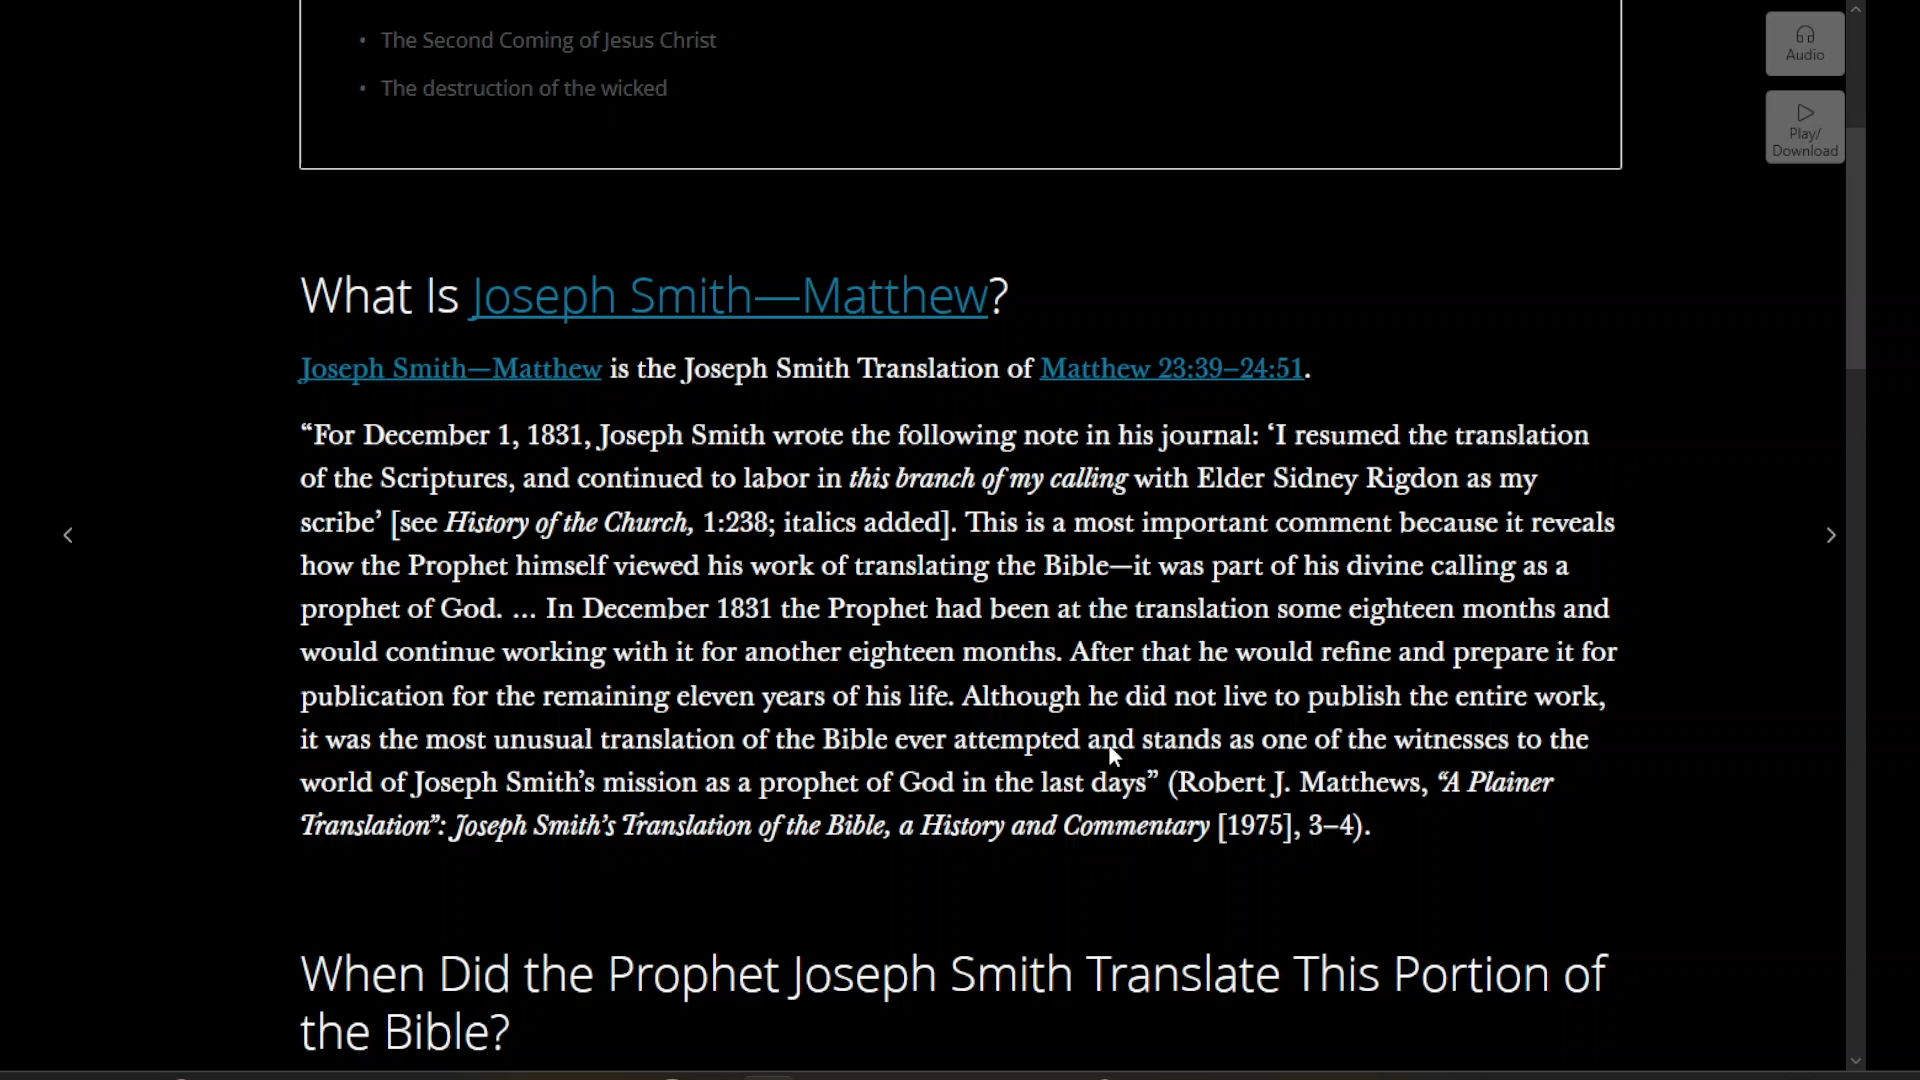 • The Second Coming of Jesus Christ
• The destruction of the wicked
Audio
Play/
Download
What Is Joseph Smith—Matthew?
Joseph Smith—Matthew is the Joseph Smith Translation of Matthew 23:39–24:51.
“For December 1, 1831, Joseph Smith wrote the following note in his journal: ‘I resumed the translation
of the Scriptures, and continued to labor in this branch of my calling with Elder Sidney Rigdon as my
scribe’ [see History of the Church, 1:238; italics added]. This is a most important comment because it reveals
how the Prophet himself viewed his work of translating the Bible—it was part of his divine calling as a
prophet of God. … In December 1831 the Prophet had been at the translation some eighteen months and
would continue working with it for another eighteen months. After that he would refine and prepare it for
publication for the remaining eleven years of his life. Although he did not live to publish the entire work,
it was the most unusual translation of the Bible ever attempted and stands as one of the witnesses to the
world of Joseph Smith’s mission as a prophet of God in the last days” (Robert J. Matthews, “A Plainer
Translation”: Joseph Smith’s Translation of the Bible, a History and Commentary [1975], 3–4).
When Did the Prophet Joseph Smith Translate This Portion of
the Bible?